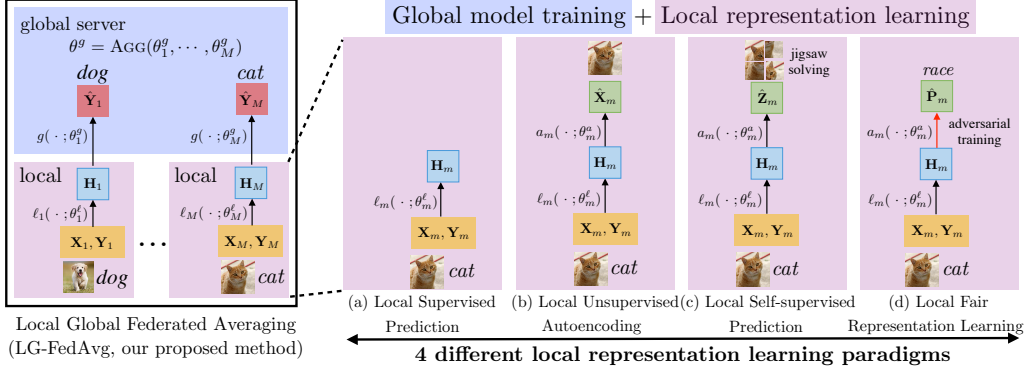 Global model training + Local representation learning
global server
θ^g = AGG(θ_1^g, ⋯ , θ_M^g)
dog
cat
Ŷ_1
Ŷ_M
g( · ; θ_1^g)
g( · ; θ_M^g)
local
local
H_1
H_M
ℓ_1( · ; θ_1^ℓ)
ℓ_M( · ; θ_M^ℓ)
X_1, Y_1
...
X_M, Y_M
dog
cat
Local Global Federated Averaging
(LG-FedAvg, our proposed method)
H_m
ℓ_m( · ; θ_m^ℓ)
X_m, Y_m
cat
(a) Local Supervised
Prediction
X̂_m
a_m( · ; θ_m^a)
H_m
ℓ_m( · ; θ_m^ℓ)
X_m, Y_m
cat
(b) Local Unsupervised
Autoencoding
jigsaw
solving
Ẑ_m
a_m( · ; θ_m^a)
H_m
ℓ_m( · ; θ_m^ℓ)
X_m, Y_m
cat
(c) Local Self-supervised
Prediction
race
P̂_m
a_m( · ; θ_m^a)
adversarial
training
H_m
ℓ_m( · ; θ_m^ℓ)
X_m, Y_m
cat
(d) Local Fair
Representation Learning
4 different local representation learning paradigms